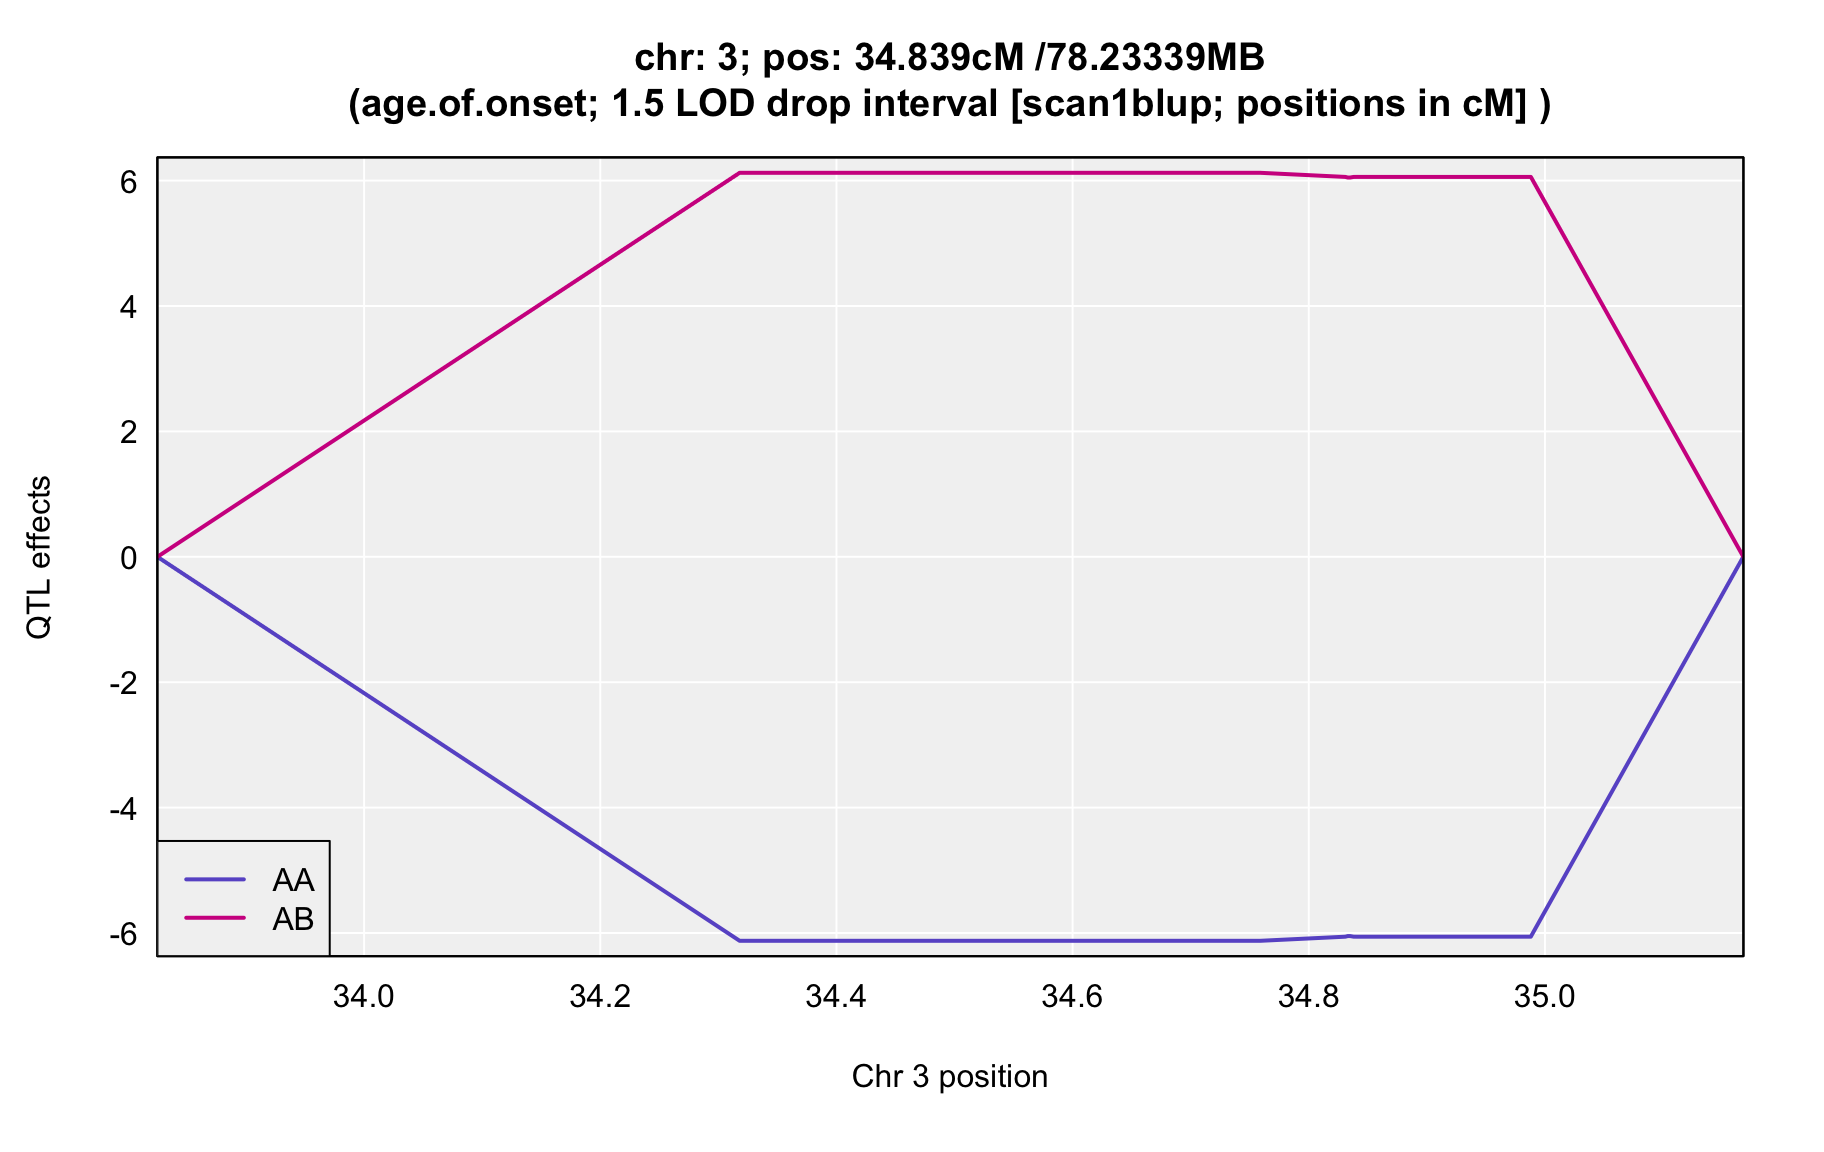 chr: 3; pos: 34.839cM /78.23339MB
(age.of.onset; 1.5 LOD drop interval [scan1blup; positions in cM] )
QTL effects
6
4
2
0
-2
-4
-6
AA
AB
34.0 34.2 34.4 34.6 34.8 35.0
Chr 3 position